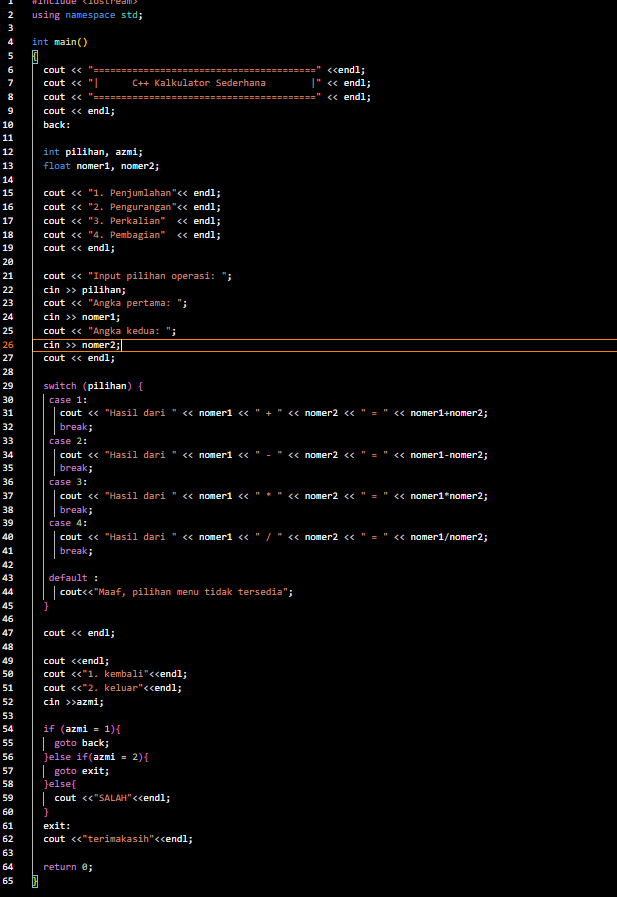 1 #include <iostream>
2 using namespace std;
3
4 int main()
5 {
6 cout << "========================================" <<endl;
7 cout << "|      C++ Kalkulator Sederhana        |" << endl;
8 cout << "========================================" << endl;
9 cout << endl;
10 back:
11
12 int pilihan, azmi;
13 float nomer1, nomer2;
14
15 cout << "1. Penjumlahan"<< endl;
16 cout << "2. Pengurangan"<< endl;
17 cout << "3. Perkalian"  << endl;
18 cout << "4. Pembagian"  << endl;
19 cout << endl;
20
21 cout << "Input pilihan operasi: ";
22 cin >> pilihan;
23 cout << "Angka pertama: ";
24 cin >> nomer1;
25 cout << "Angka kedua: ";
26 cin >> nomer2;
27 cout << endl;
28
29 switch (pilihan) {
30 case 1:
31 cout << "Hasil dari " << nomer1 << " + " << nomer2 << " = " << nomer1+nomer2;
32 break;
33 case 2:
34 cout << "Hasil dari " << nomer1 << " - " << nomer2 << " = " << nomer1-nomer2;
35 break;
36 case 3:
37 cout << "Hasil dari " << nomer1 << " * " << nomer2 << " = " << nomer1*nomer2;
38 break;
39 case 4:
40 cout << "Hasil dari " << nomer1 << " / " << nomer2 << " = " << nomer1/nomer2;
41 break;
42
43 default :
44 cout<<"Maaf, pilihan menu tidak tersedia";
45 }
46
47 cout << endl;
48
49 cout <<endl;
50 cout <<"1. kembali"<<endl;
51 cout <<"2. keluar"<<endl;
52 cin >>azmi;
53
54 if (azmi = 1){
55 goto back;
56 }else if(azmi = 2){
57 goto exit;
58 }else{
59 cout <<"SALAH"<<endl;
60 }
61 exit:
62 cout <<"terimakasih"<<endl;
63
64 return 0;
65 }